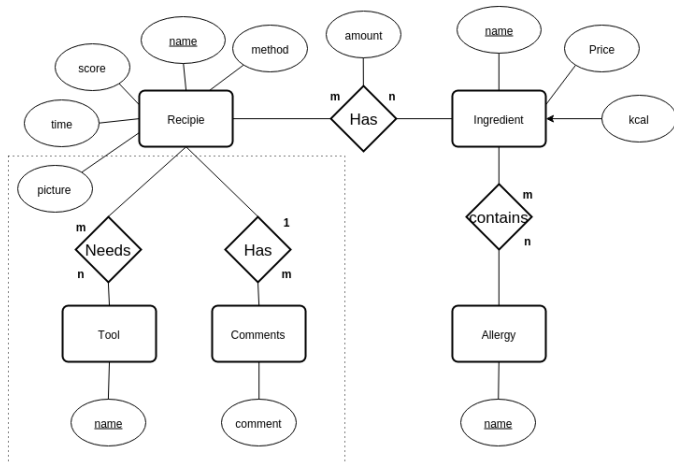 name
method
amount
name
Price
score
Recipie
m
n
Has
Ingredient
kcal
time
picture
m
Needs
n
1
Has
m
m
contains
n
Tool
Comments
Allergy
name
comment
name